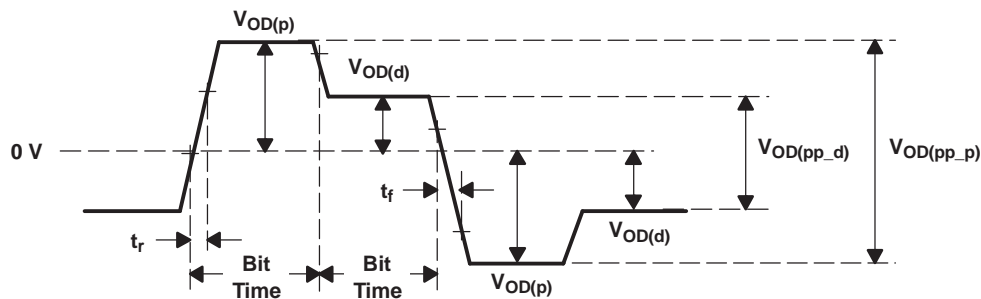 VOD(p)
VOD(d)
0 V
VOD(pp_d)
VOD(pp_p)
tf
VOD(d)
tr
Bit
Time
Bit
Time
VOD(p)